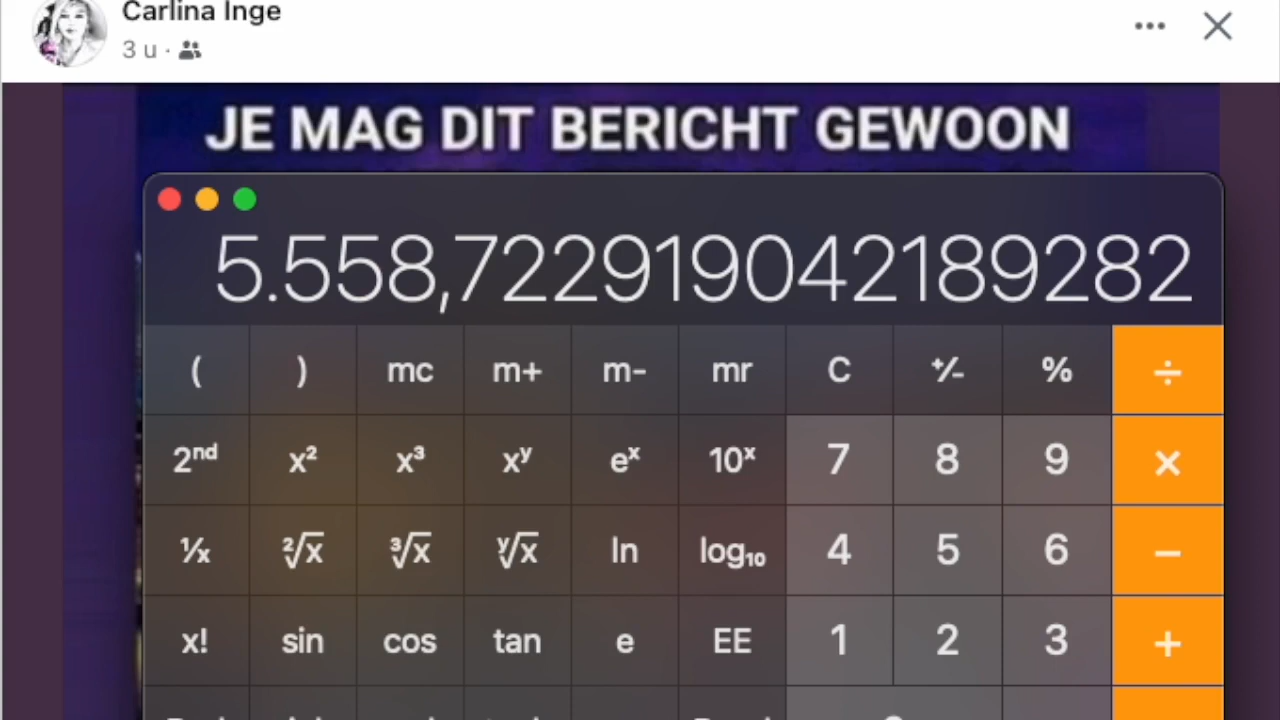 Carlina Inge
3 u ·
JE MAG DIT BERICHT GEWOON
5.558,722919042189282
( ) mc m+ m- mr C +/- % ÷
2nd x² x³ xʸ eˣ 10ˣ 7 8 9 ×
1/x ²√x ³√x ʸ√x ln log₁₀ 4 5 6 −
x! sin cos tan e EE 1 2 3 +